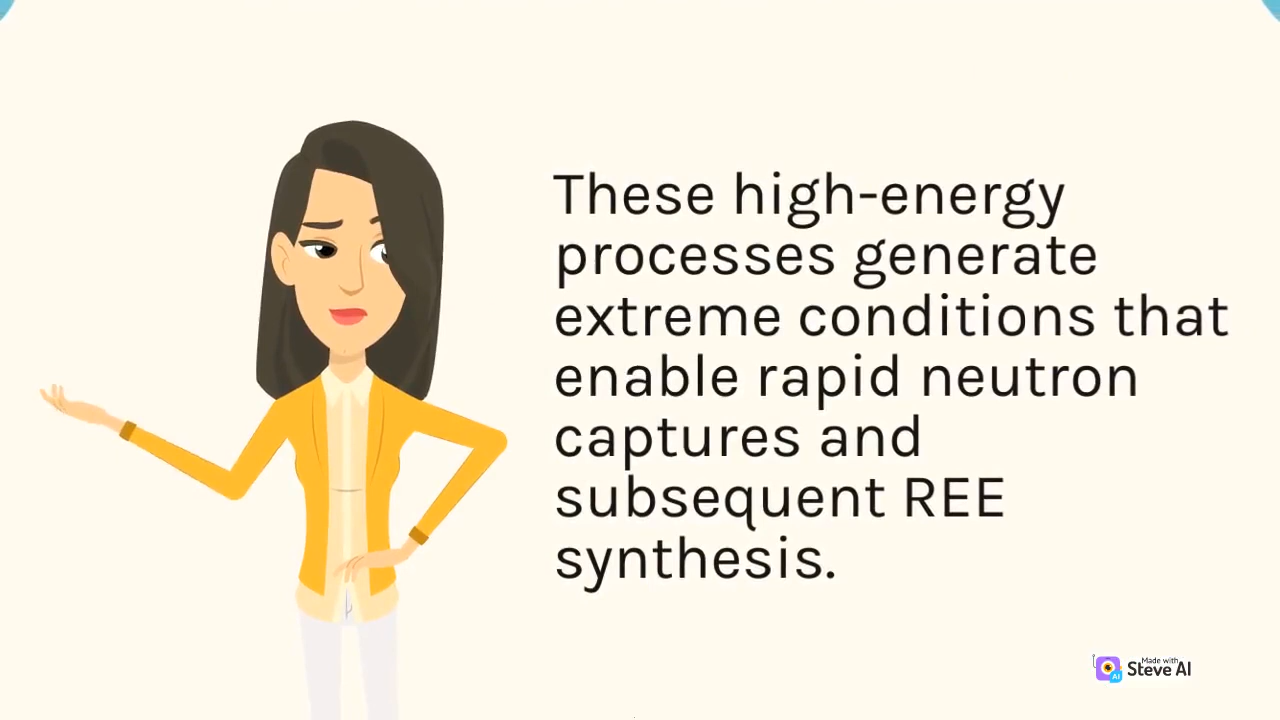 These high-energy
processes generate
extreme conditions that
enable rapid neutron
captures and
subsequent REE
synthesis.
Made with
Steve AI
AI